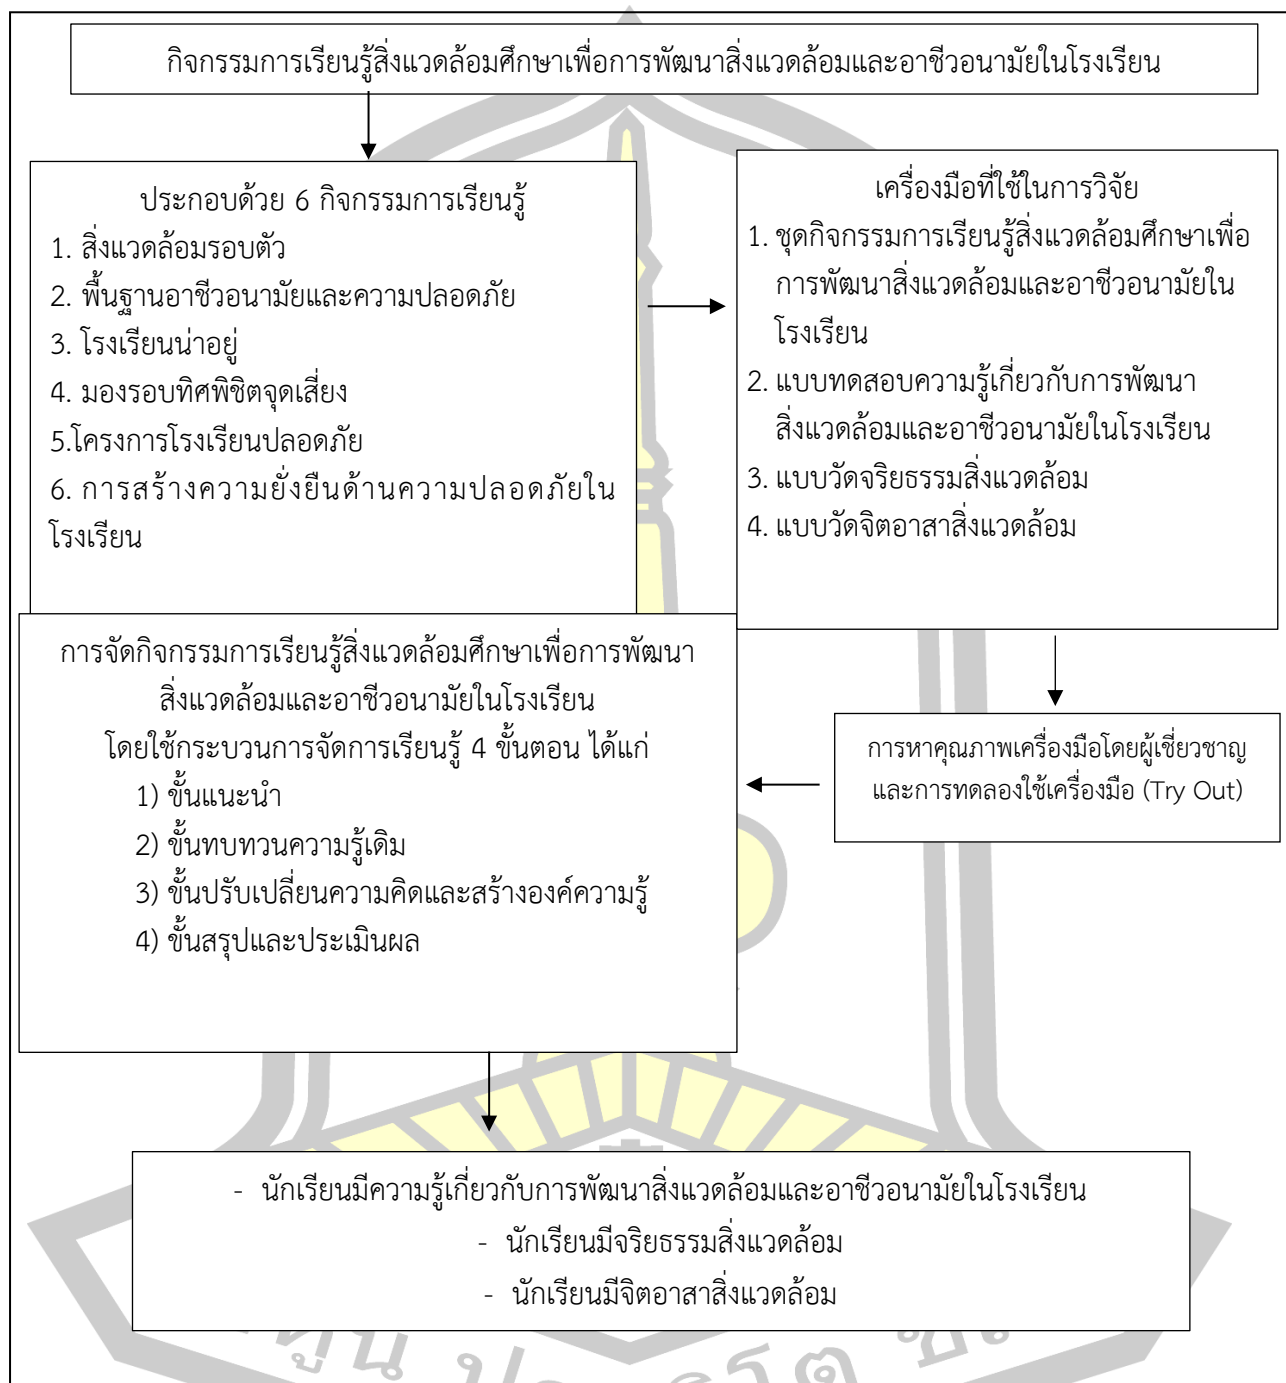 กิจกรรมการเรียนรู้สิ่งแวดล้อมศึกษาเพื่อการพัฒนาสิ่งแวดล้อมและอาชีวอนามัยในโรงเรียน
ประกอบด้วย 6 กิจกรรมการเรียนรู้
1. สิ่งแวดล้อมรอบตัว
2. พื้นฐานอาชีวอนามัยและความปลอดภัย
3. โรงเรียนน่าอยู่
4. มองรอบทิศพิชิตจุดเสี่ยง
5.โครงการโรงเรียนปลอดภัย
6. การสร้างความยั่งยืนด้านความปลอดภัยใน
โรงเรียน
เครื่องมือที่ใช้ในการวิจัย
1. ชุดกิจกรรมการเรียนรู้สิ่งแวดล้อมศึกษาเพื่อ
การพัฒนาสิ่งแวดล้อมและอาชีวอนามัยใน
โรงเรียน
2. แบบทดสอบความรู้เกี่ยวกับการพัฒนา
สิ่งแวดล้อมและอาชีวอนามัยในโรงเรียน
3. แบบวัดจริยธรรมสิ่งแวดล้อม
4. แบบวัดจิตอาสาสิ่งแวดล้อม
การหาคุณภาพเครื่องมือโดยผู้เชี่ยวชาญ
และการทดลองใช้เครื่องมือ (Try Out)
การจัดกิจกรรมการเรียนรู้สิ่งแวดล้อมศึกษาเพื่อการพัฒนา
สิ่งแวดล้อมและอาชีวอนามัยในโรงเรียน
โดยใช้กระบวนการจัดการเรียนรู้ 4 ขั้นตอน ได้แก่
1) ขั้นแนะนำ
2) ขั้นทบทวนความรู้เดิม
3) ขั้นปรับเปลี่ยนความคิดและสร้างองค์ความรู้
4) ขั้นสรุปและประเมินผล
- นักเรียนมีความรู้เกี่ยวกับการพัฒนาสิ่งแวดล้อมและอาชีวอนามัยในโรงเรียน
- นักเรียนมีจริยธรรมสิ่งแวดล้อม
- นักเรียนมีจิตอาสาสิ่งแวดล้อม